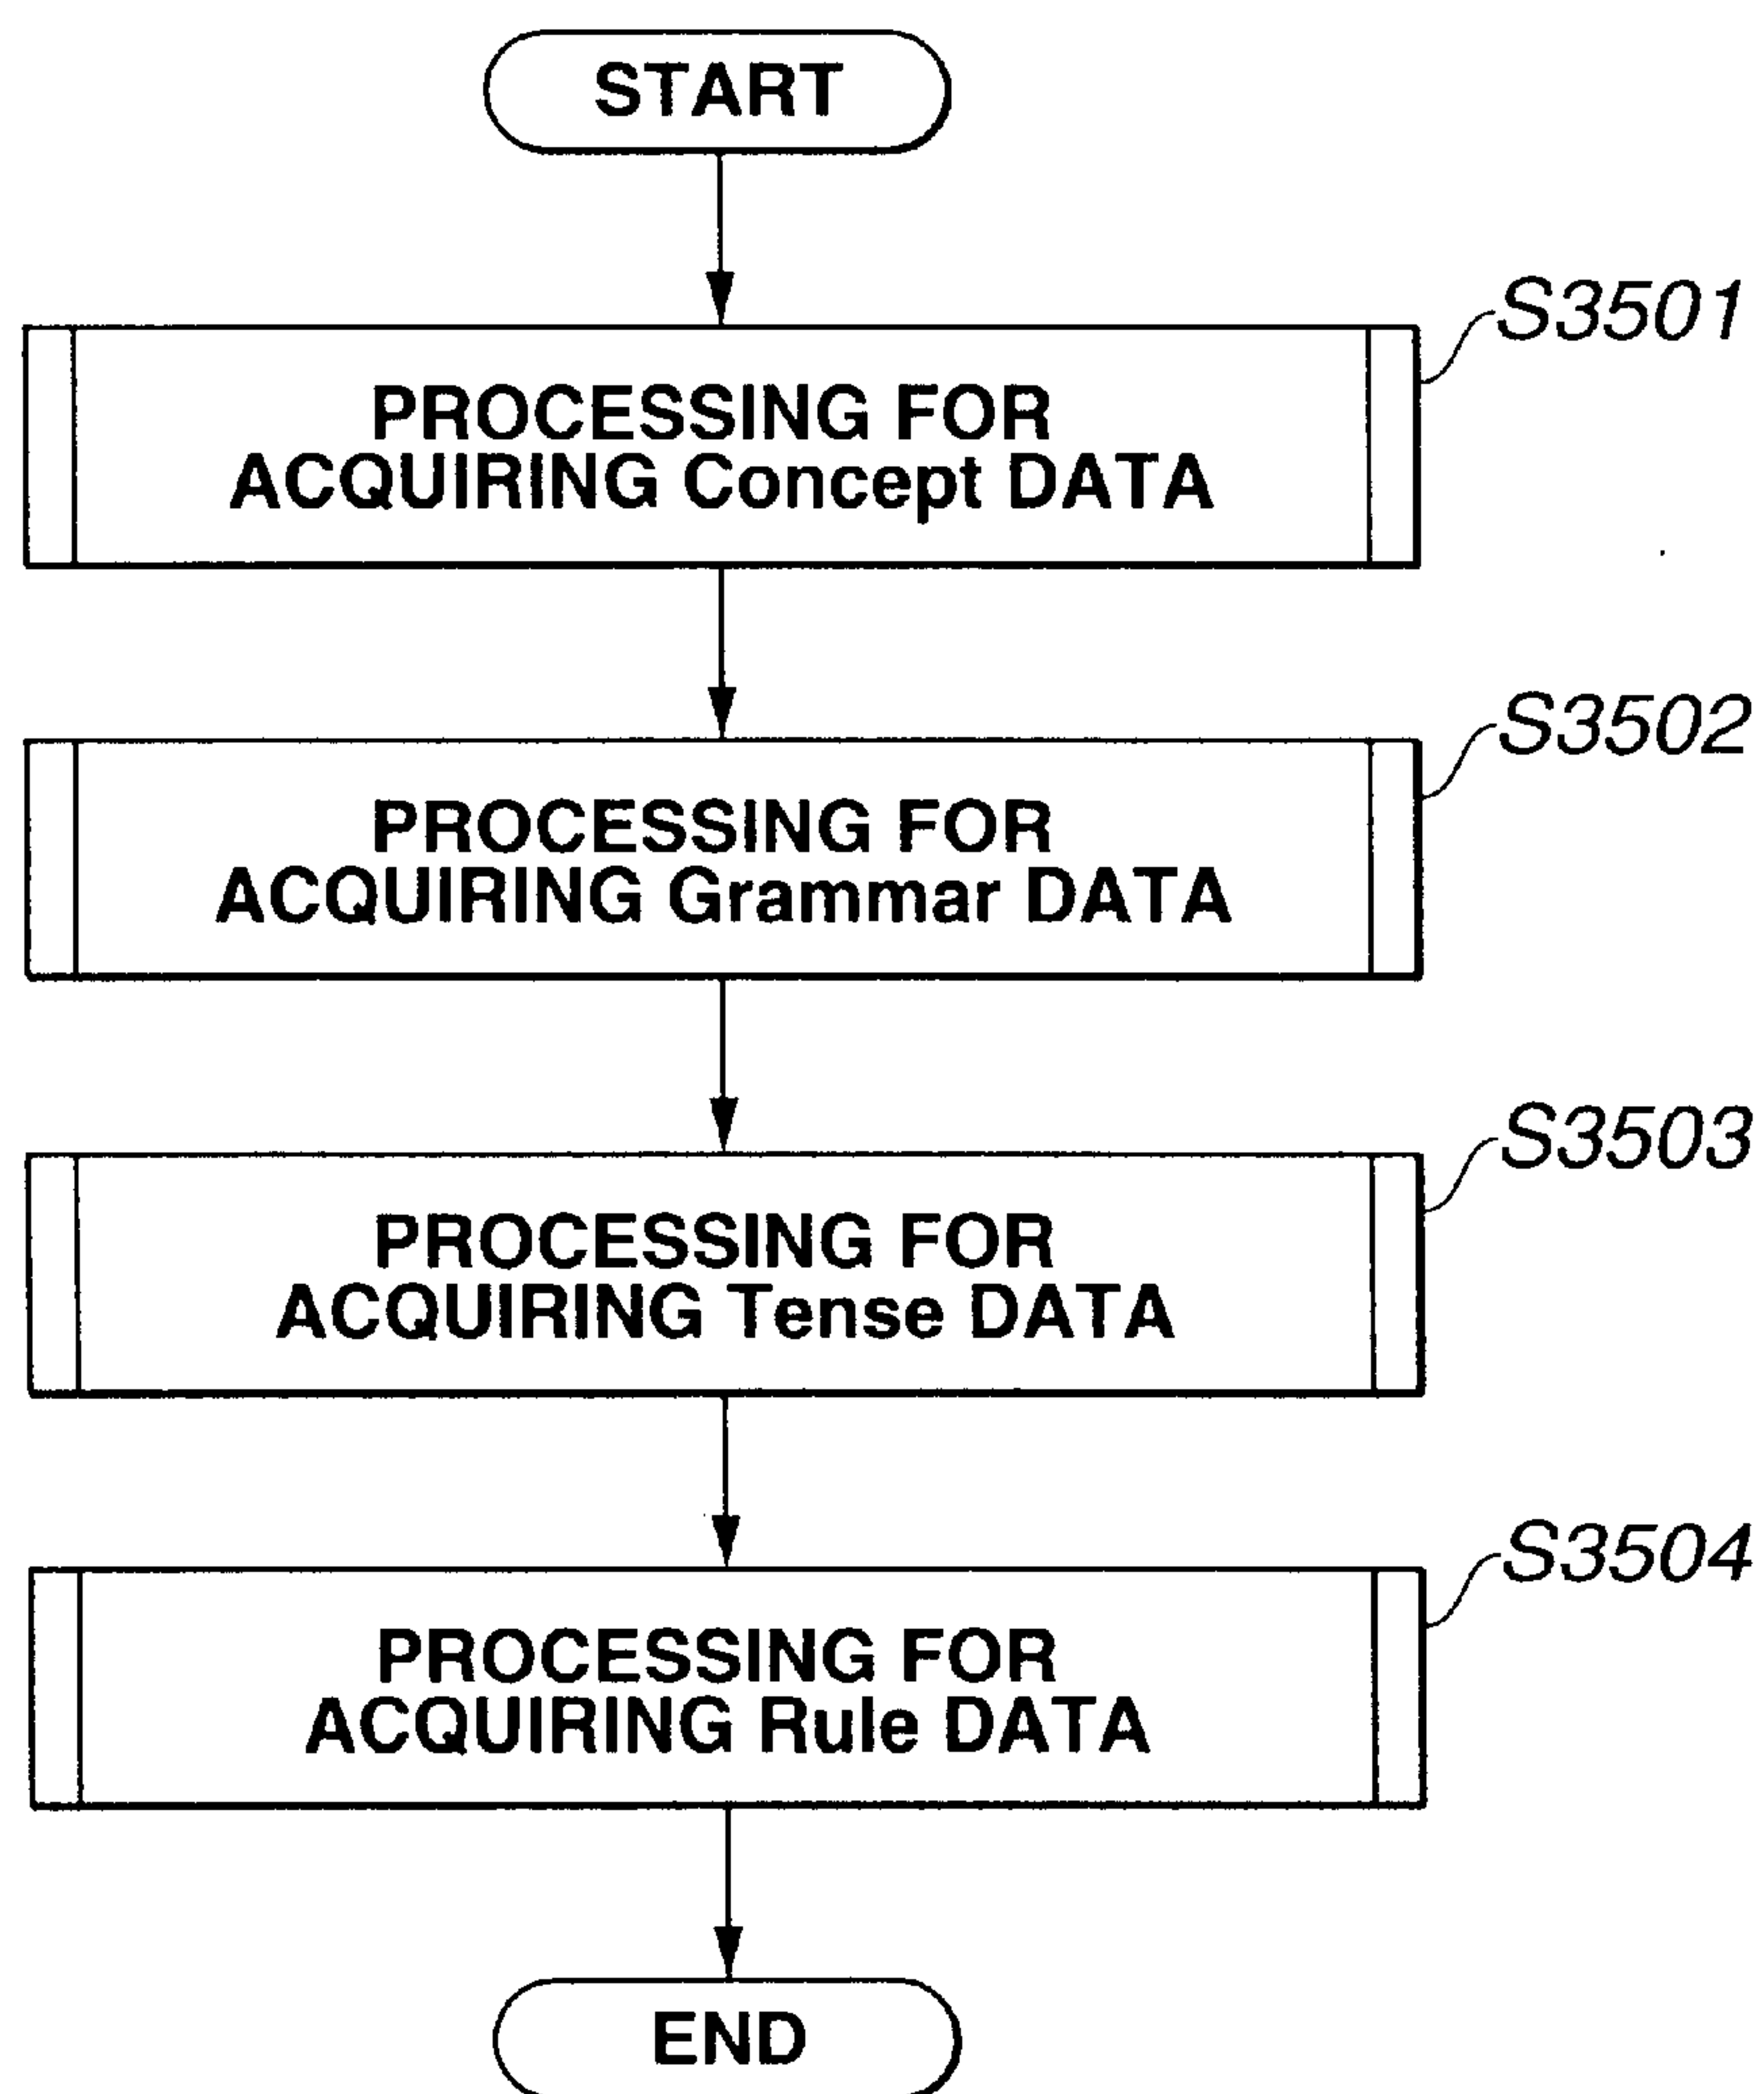 START
S3501
PROCESSING FOR
ACQUIRING Concept DATA
S3502
PROCESSING FOR
ACQUIRING Grammar DATA
S3503
PROCESSING FOR
ACQUIRING Tense DATA
S3504
PROCESSING FOR
ACQUIRING Rule DATA
END